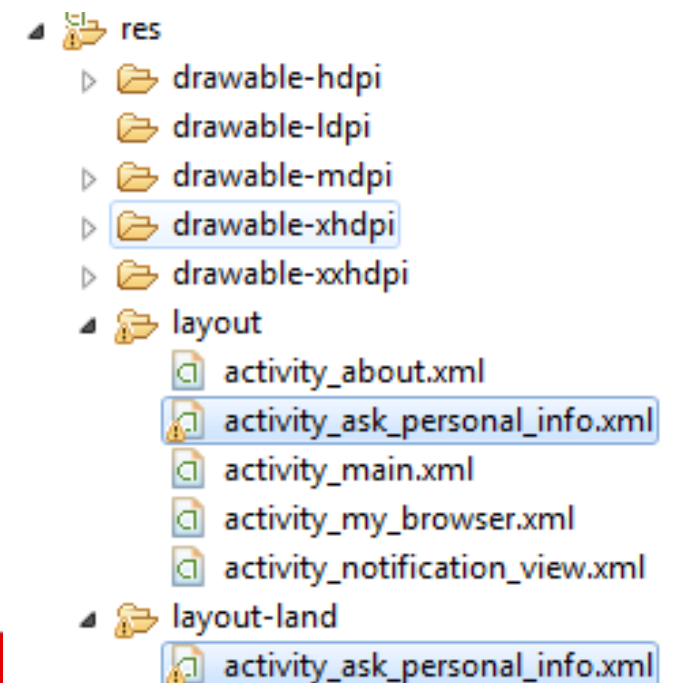 res
drawable-hdpi
drawable-ldpi
drawable-mdpi
drawable-xhdpi
drawable-xxhdpi
layout
activity_about.xml
activity_ask_personal_info.xml
activity_main.xml
activity_my_browser.xml
activity_notification_view.xml
layout-land
activity_ask_personal_info.xml